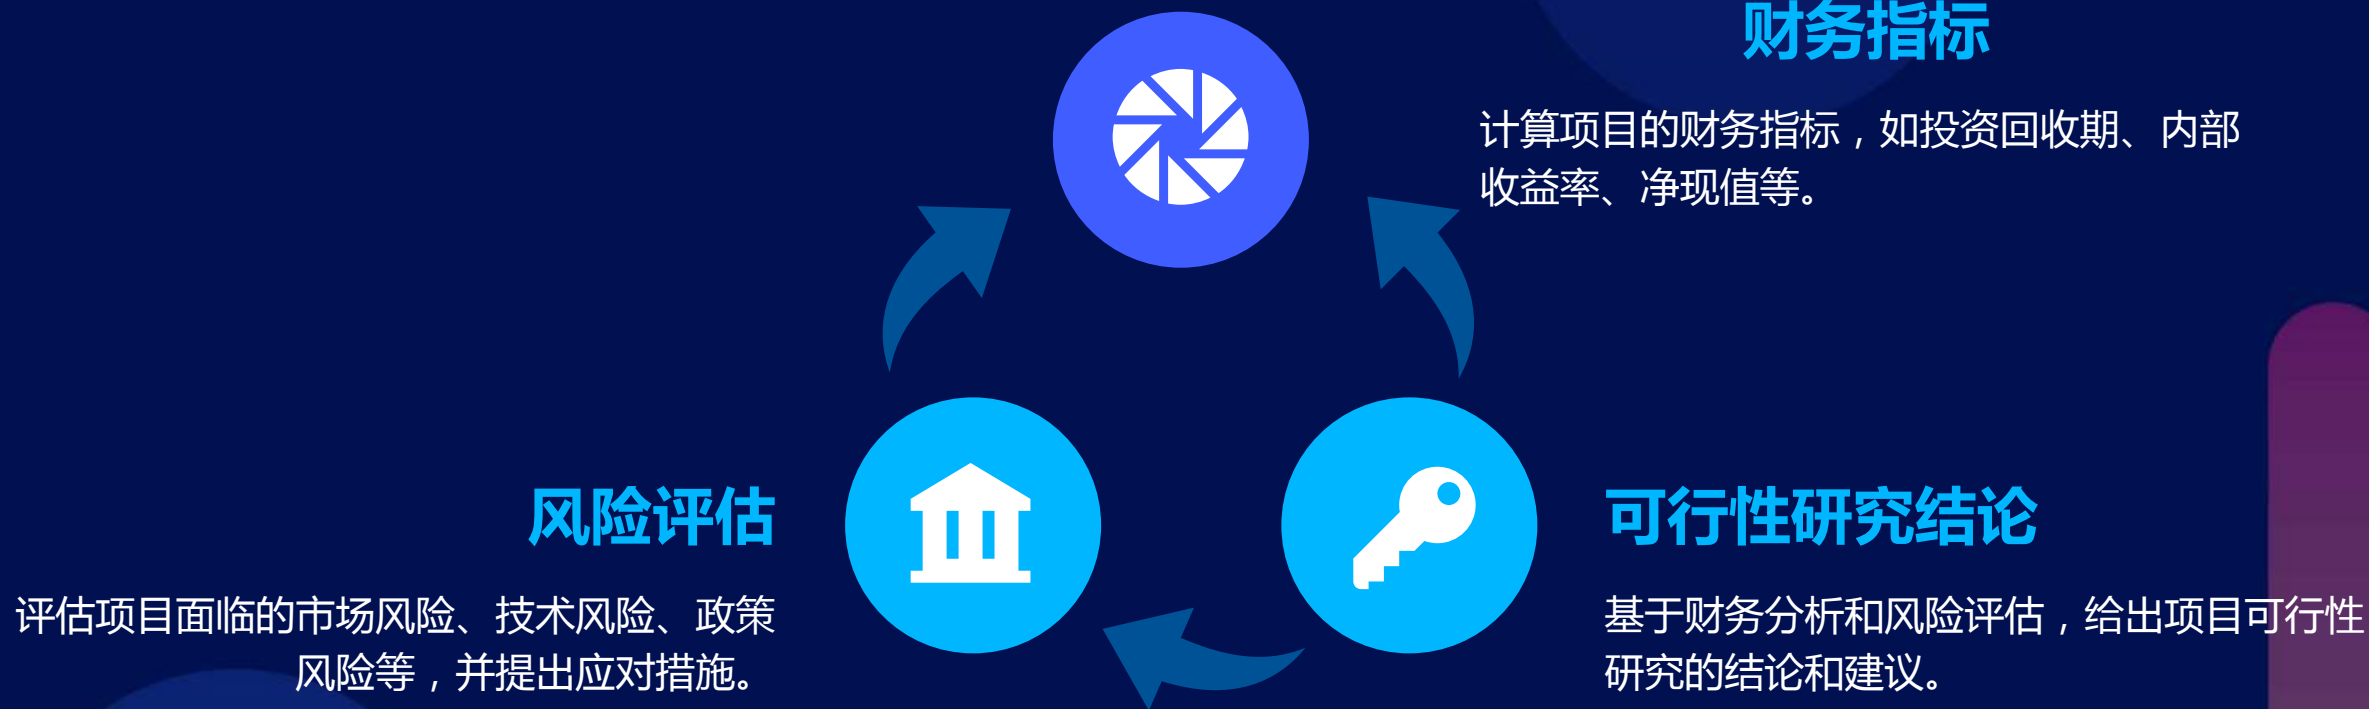 财务指标
计算项目的财务指标，如投资回收期、内部
收益率、净现值等。
风险评估
评估项目面临的市场风险、技术风险、政策
风险等，并提出应对措施。
可行性研究结论
基于财务分析和风险评估，给出项目可行性
研究的结论和建议。